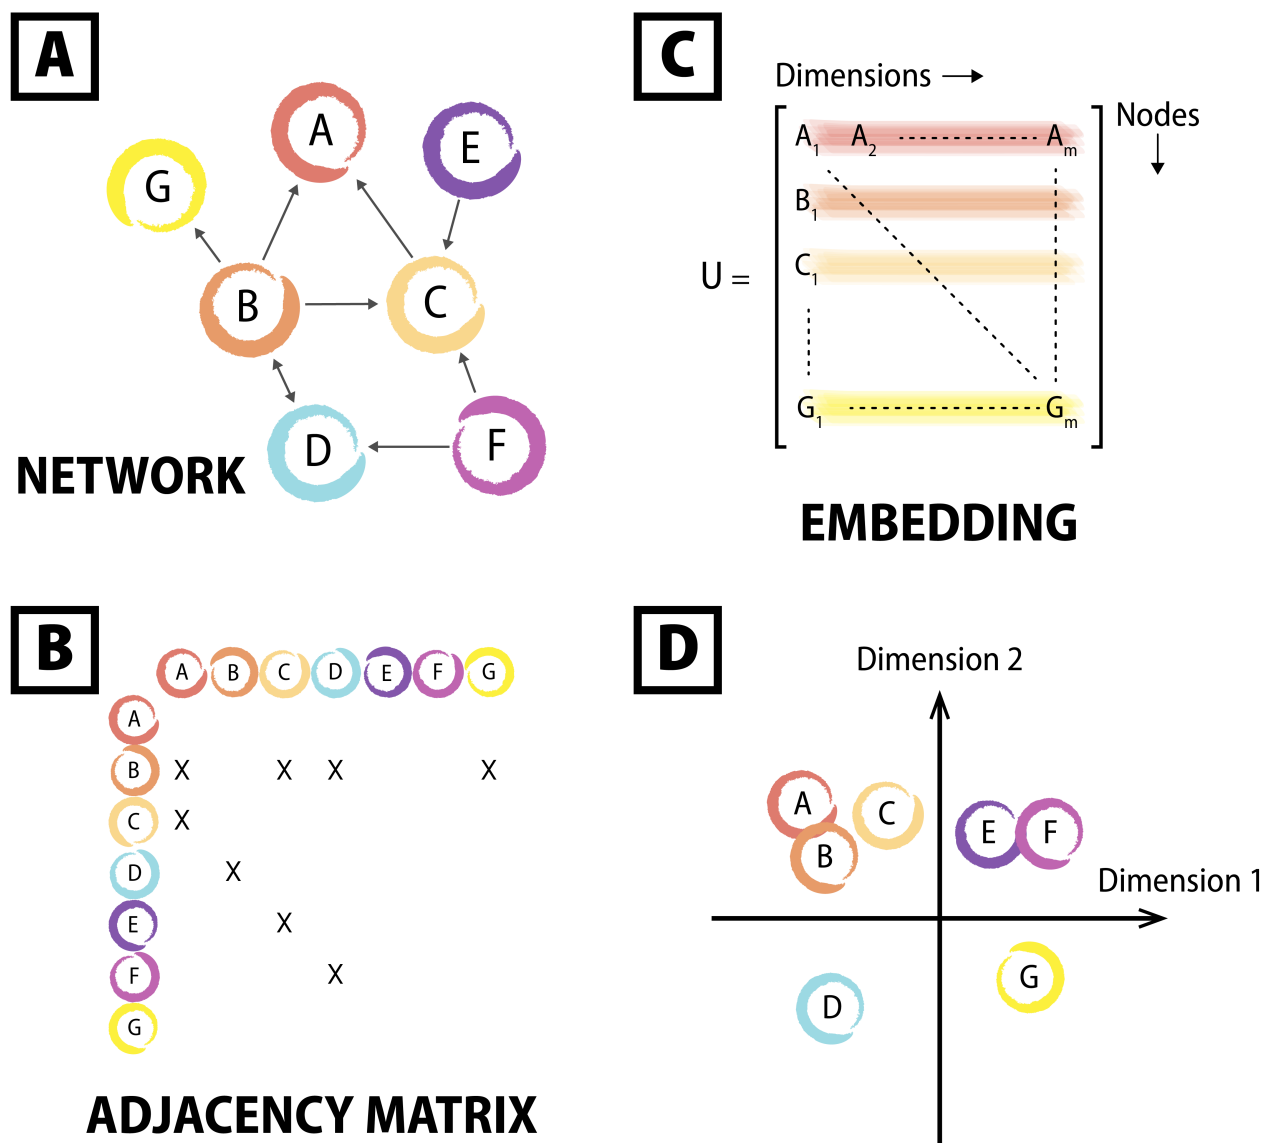 A
A
E
G
B
C
D
F
NETWORK
C
Dimensions
Nodes
A1 A2 Am
B1
C1
U =
G1 Gm
EMBEDDING
B
A B C D E F G
A
B X X X X
C X
D X
E X
F X
G
ADJACENCY MATRIX
D
Dimension 2
A C
B
E F
Dimension 1
G
D